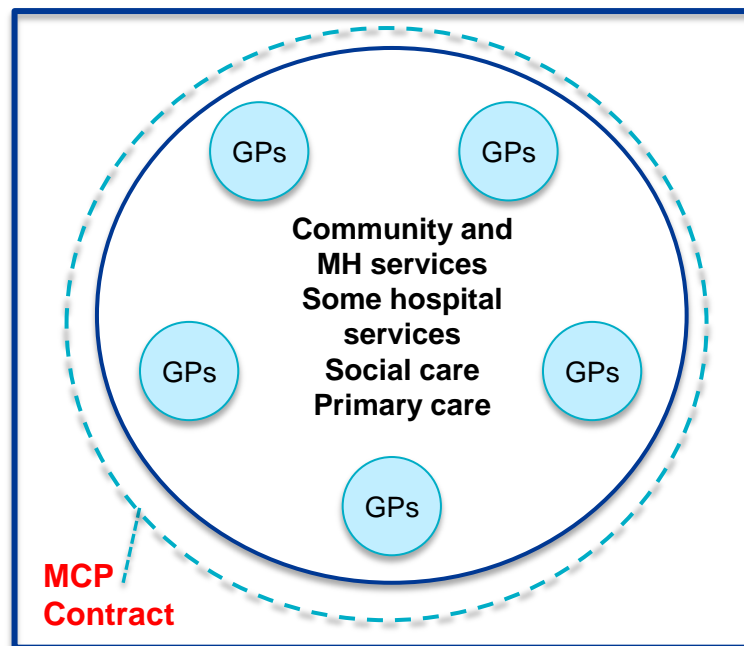 GPs
GPs
Community and
MH services
Some hospital
services
Social care
Primary care
GPs
GPs
GPs
MCP
Contract